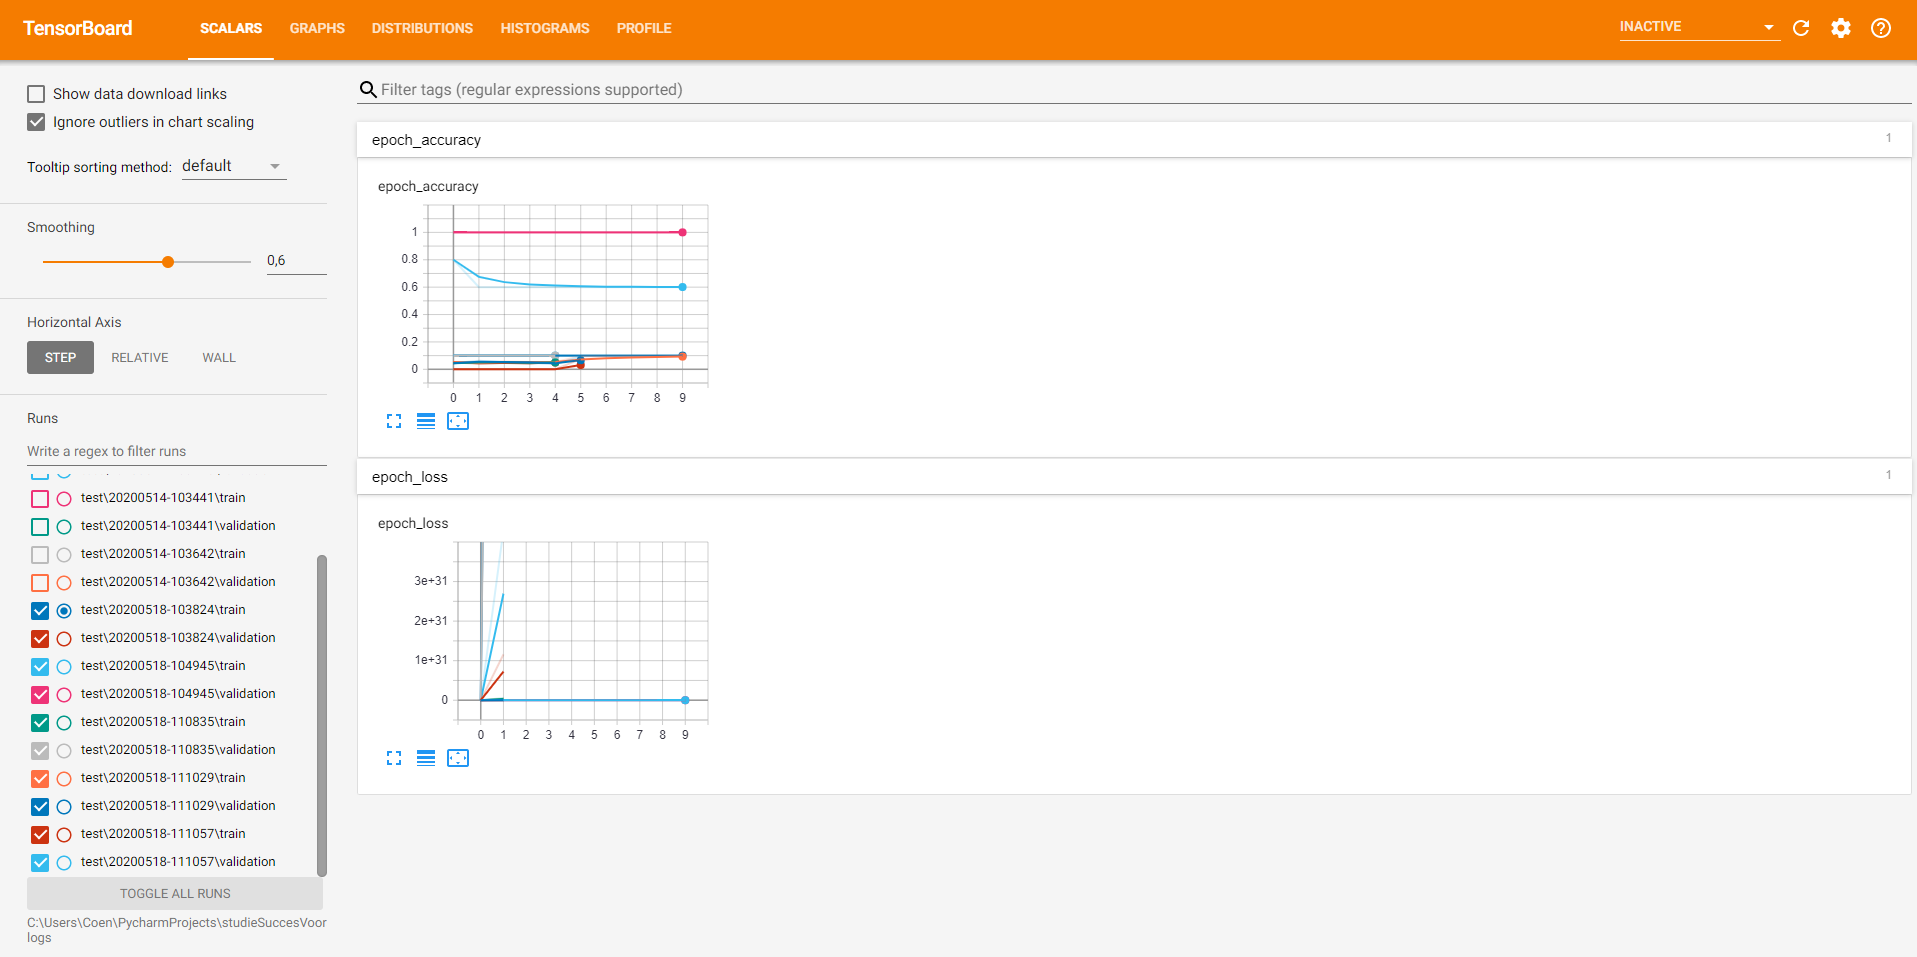 TensorBoard SCALARS GRAPHS DISTRIBUTIONS HISTOGRAMS PROFILE INACTIVE
Show data download links
Ignore outliers in chart scaling
Tooltip sorting method: default
Smoothing
0,6
Horizontal Axis
STEP RELATIVE WALL
Runs
Write a regex to filter runs
test\20200514-103441\train
test\20200514-103441\validation
test\20200514-103642\train
test\20200514-103642\validation
test\20200518-103824\train
test\20200518-103824\validation
test\20200518-104945\train
test\20200518-104945\validation
test\20200518-110835\train
test\20200518-110835\validation
test\20200518-111029\train
test\20200518-111029\validation
test\20200518-111057\train
test\20200518-111057\validation
TOGGLE ALL RUNS
C:\Users\Coen\PycharmProjects\studieSuccesVoor
logs
Filter tags (regular expressions supported)
epoch_accuracy 1
epoch_accuracy
1
0.8
0.6
0.4
0.2
0
0 1 2 3 4 5 6 7 8 9
epoch_loss 1
epoch_loss
3e+31
2e+31
1e+31
0
0 1 2 3 4 5 6 7 8 9